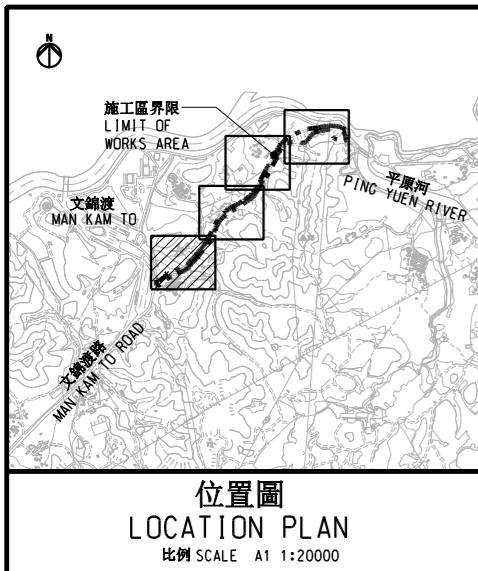 N
施工區界限
LIMIT OF
WORKS AREA
文錦渡
MAN KAM TO
平原河
PING YUEN RIVER
文錦渡路
MAN KAM TO ROAD
位置圖
LOCATION PLAN
比例 SCALE A1 1:20000